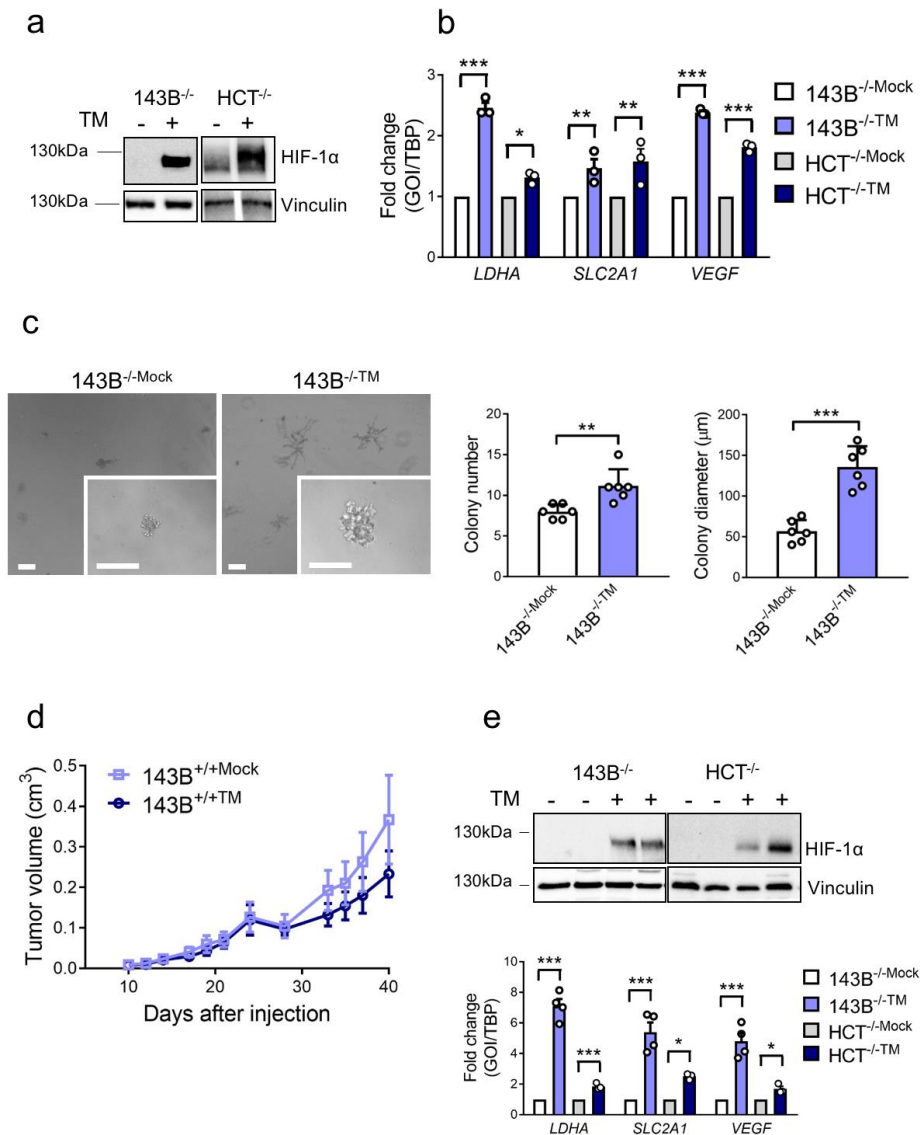 a
143B-/- HCT-/-
TM - + - +
130kDa
HIF-1α
130kDa
Vinculin
b
Fold change
(GOI/TBP)
3
2
1
0
*** * ** ** *** ***
LDHA SLC2A1 VEGF
143B-/-Mock
143B-/-TM
HCT-/-Mock
HCT-/-TM
c
143B-/-Mock 143B-/-TM
Colony number
20
15
10
5
0
**
143B-/-Mock
143B-/-TM
Colony diameter (μm)
200
150
100
50
0
***
143B-/-Mock
143B-/-TM
d
Tumor volume (cm3)
0.5
0.4
0.3
0.2
0.1
0.0
143B+/+Mock
143B+/+TM
10 20 30 40
Days after injection
e
143B-/- HCT-/-
TM - - + + - - + +
130kDa
HIF-1α
130kDa
Vinculin
Fold change
(GOI/TBP)
10
8
6
4
2
0
*** *** *** * *** *
LDHA SLC2A1 VEGF
143B-/-Mock
143B-/-TM
HCT-/-Mock
HCT-/-TM